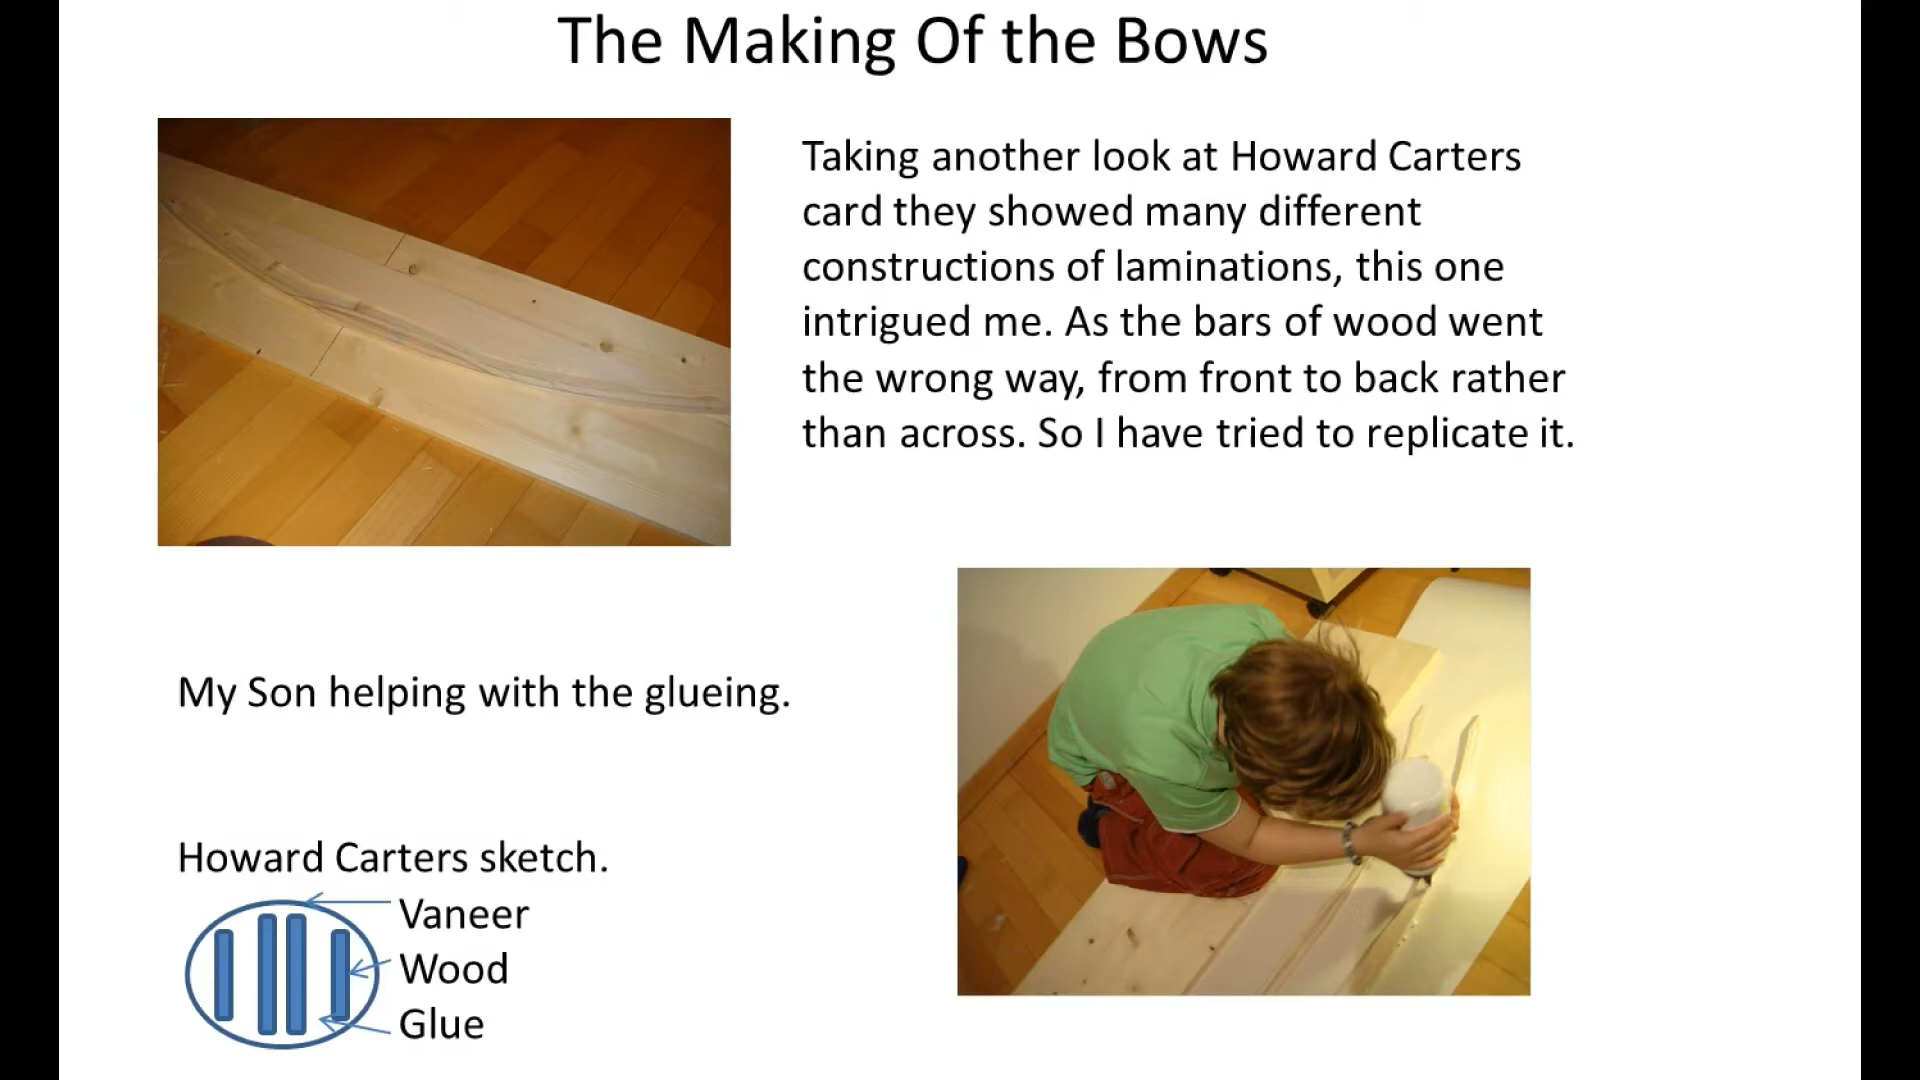 The Making Of the Bows
Taking another look at Howard Carters
card they showed many different
constructions of laminations, this one
intrigued me. As the bars of wood went
the wrong way, from front to back rather
than across. So I have tried to replicate it.
My Son helping with the glueing.
Howard Carters sketch.
Vaneer
Wood
Glue